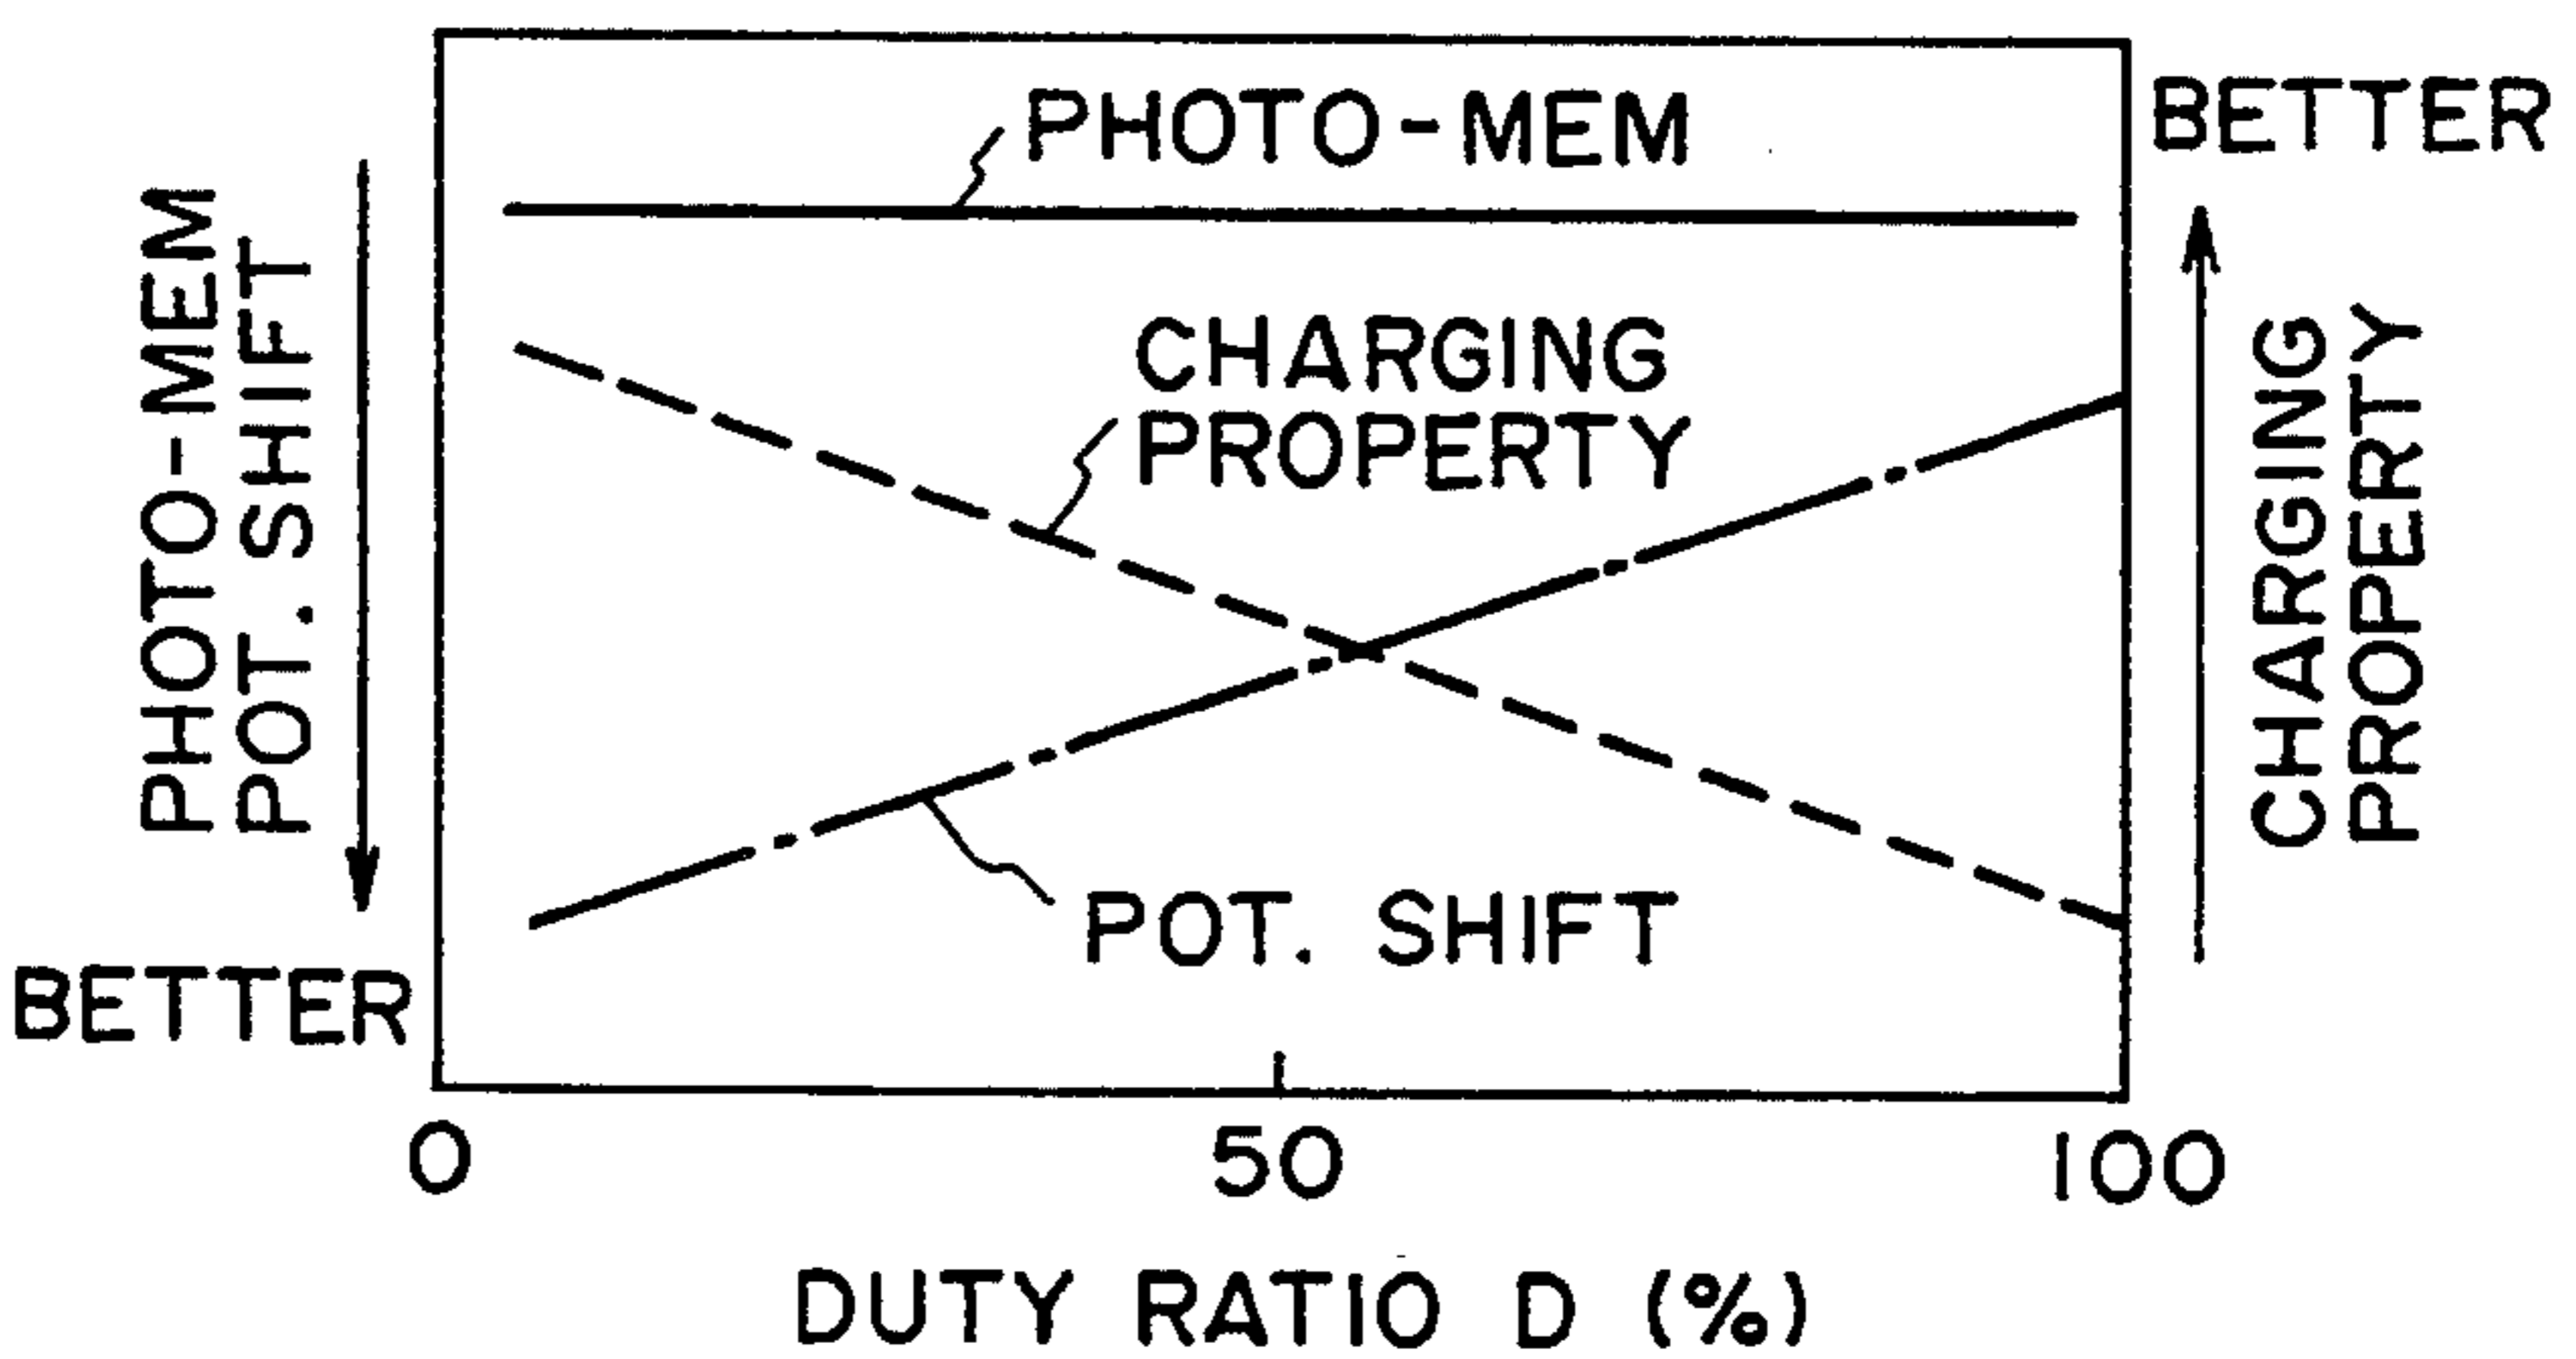 PHOTO-MEM
POT. SHIFT
BETTER
PHOTO-MEM
CHARGING
PROPERTY
POT. SHIFT
BETTER
CHARGING
PROPERTY
0
50
100
DUTY RATIO D (%)